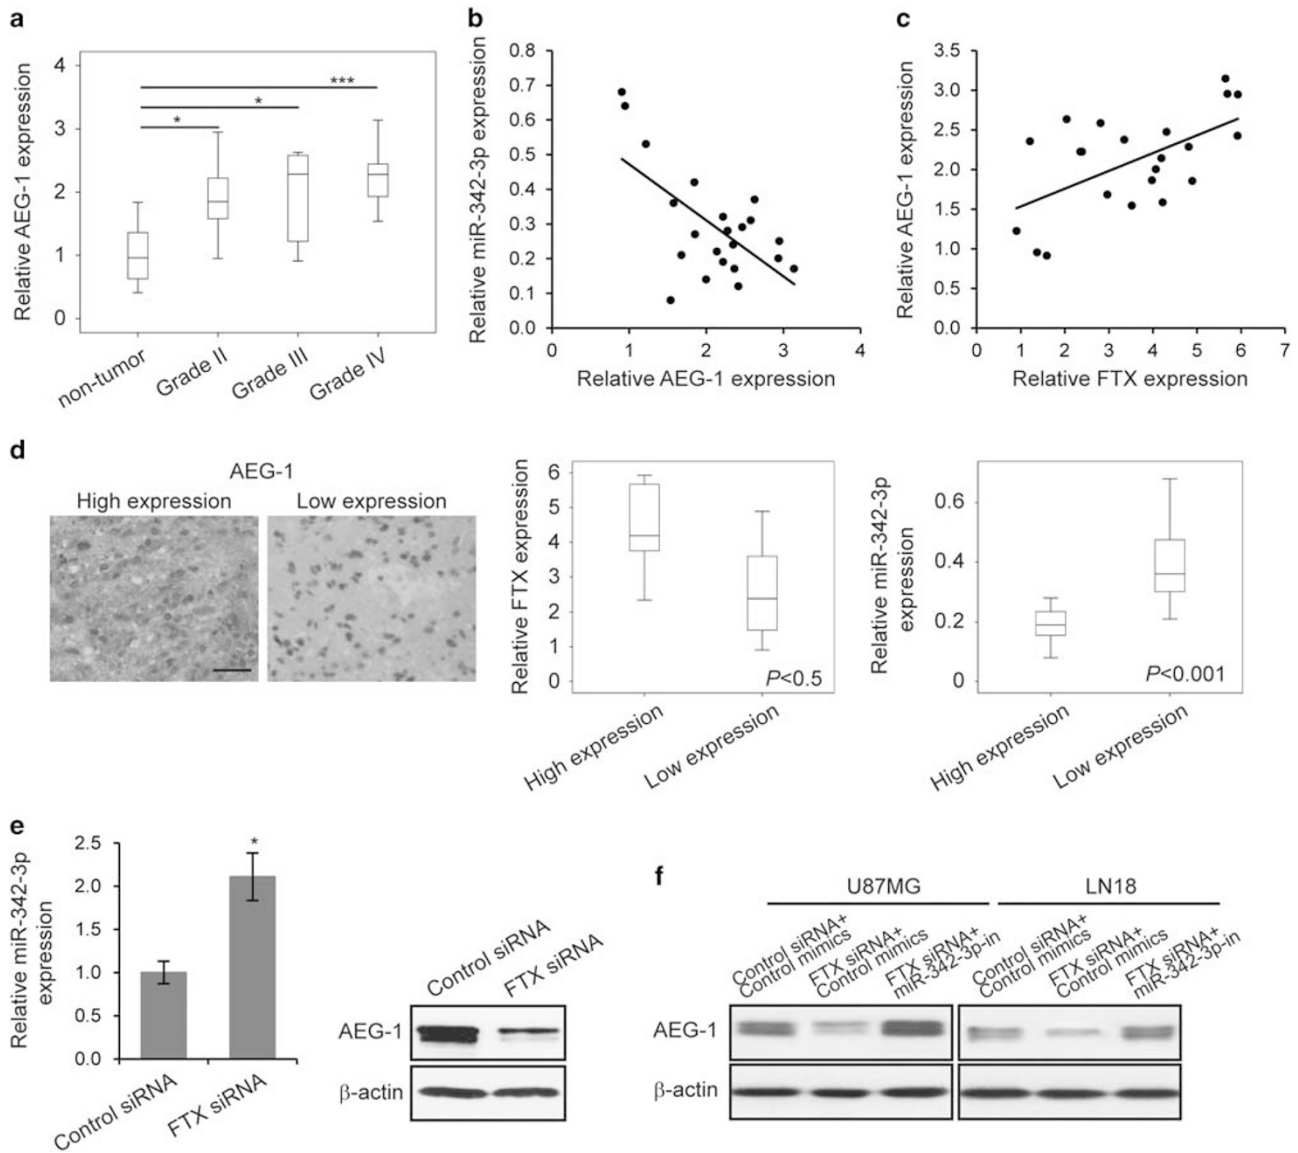 a
Relative AEG-1 expression
4
3
2
1
0
***
*
*
non-tumor
Grade II
Grade III
Grade IV
b
Relative miR-342-3p expression
0.8
0.7
0.6
0.5
0.4
0.3
0.2
0.1
0.0
0 1 2 3 4
Relative AEG-1 expression
c
Relative AEG-1 expression
3.5
3.0
2.5
2.0
1.5
1.0
0.5
0.0
0 1 2 3 4 5 6 7
Relative FTX expression
d
AEG-1
High expression Low expression
Relative FTX expression
6
5
4
3
2
1
0
P<0.5
High expression
Low expression
Relative miR-342-3p
expression
0.6
0.4
0.2
0
P<0.001
High expression
Low expression
e
Relative miR-342-3p
expression
2.5
2.0
1.5
1.0
0.5
0.0
*
Control siRNA
FTX siRNA
Control siRNA
FTX siRNA
AEG-1
β-actin
f
U87MG LN18
Control siRNA+
Control mimics
FTX siRNA+
Control mimics
FTX siRNA+
miR-342-3p-in
Control siRNA+
Control mimics
FTX siRNA+
Control mimics
FTX siRNA+
miR-342-3p-in
AEG-1
β-actin